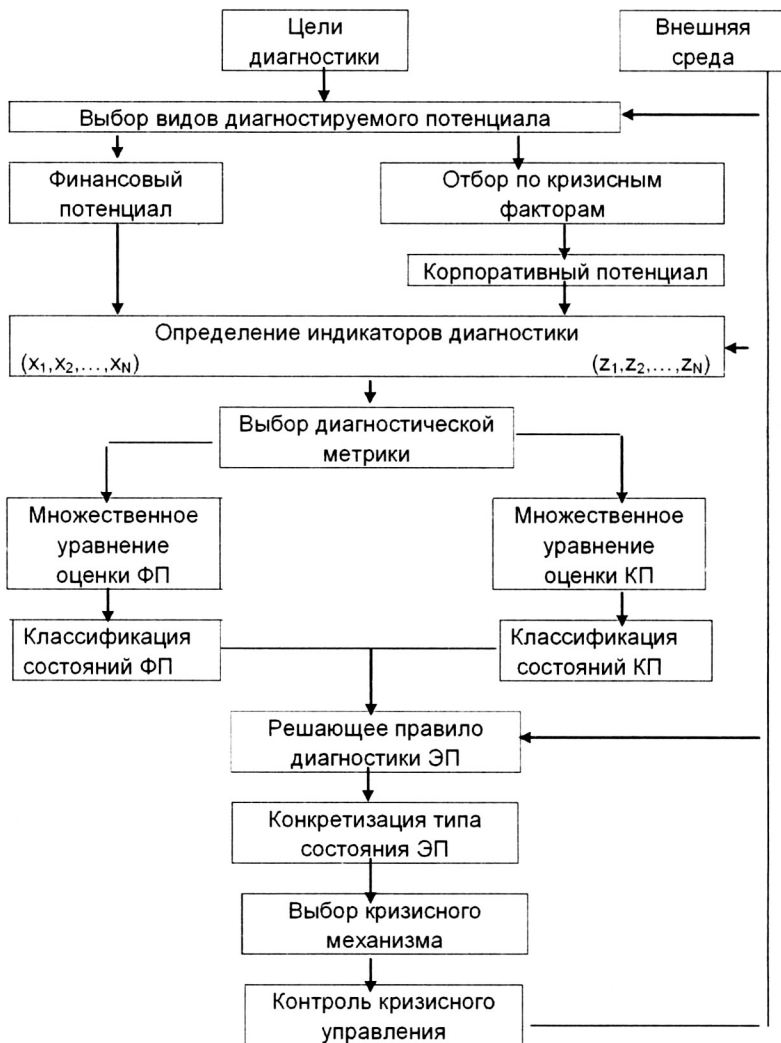 Цели
диагностики
Внешняя
среда
Выбор видов диагностируемого потенциала
Финансовый
потенциал
Отбор по кризисным
факторам
Корпоративный потенциал
Определение индикаторов диагностики
(x₁,x₂,…,x_N)
(z₁,z₂,…,z_N)
Выбор диагностической
метрики
Множественное
уравнение
оценки ФП
Множественное
уравнение
оценки КП
Классификация
состояний ФП
Классификация
состояний КП
Решающее правило
диагностики ЭП
Конкретизация типа
состояния ЭП
Выбор кризисного
механизма
Контроль кризисного
управления